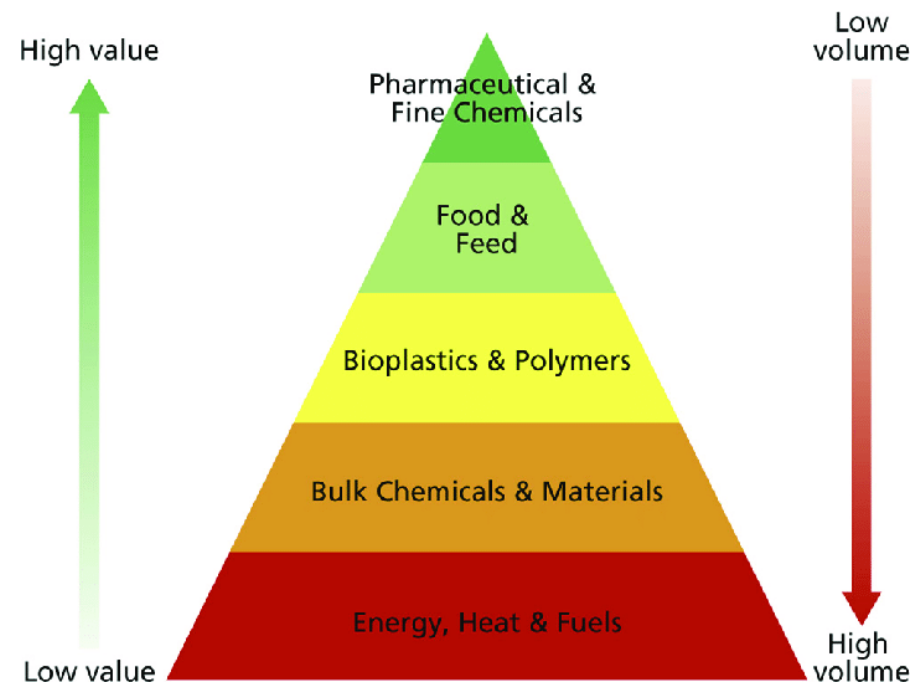 High value
Low
volume
Pharmaceutical &
Fine Chemicals
Food &
Feed
Bioplastics & Polymers
Bulk Chemicals & Materials
Energy, Heat & Fuels
Low value
High
volume